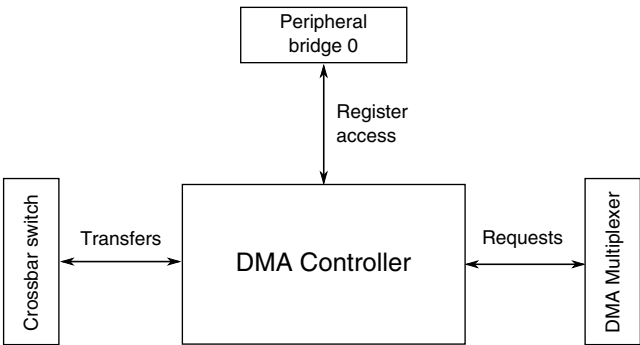 Peripheral
bridge 0
Register
access
Crossbar switch
Transfers
DMA Controller
Requests
DMA Multiplexer